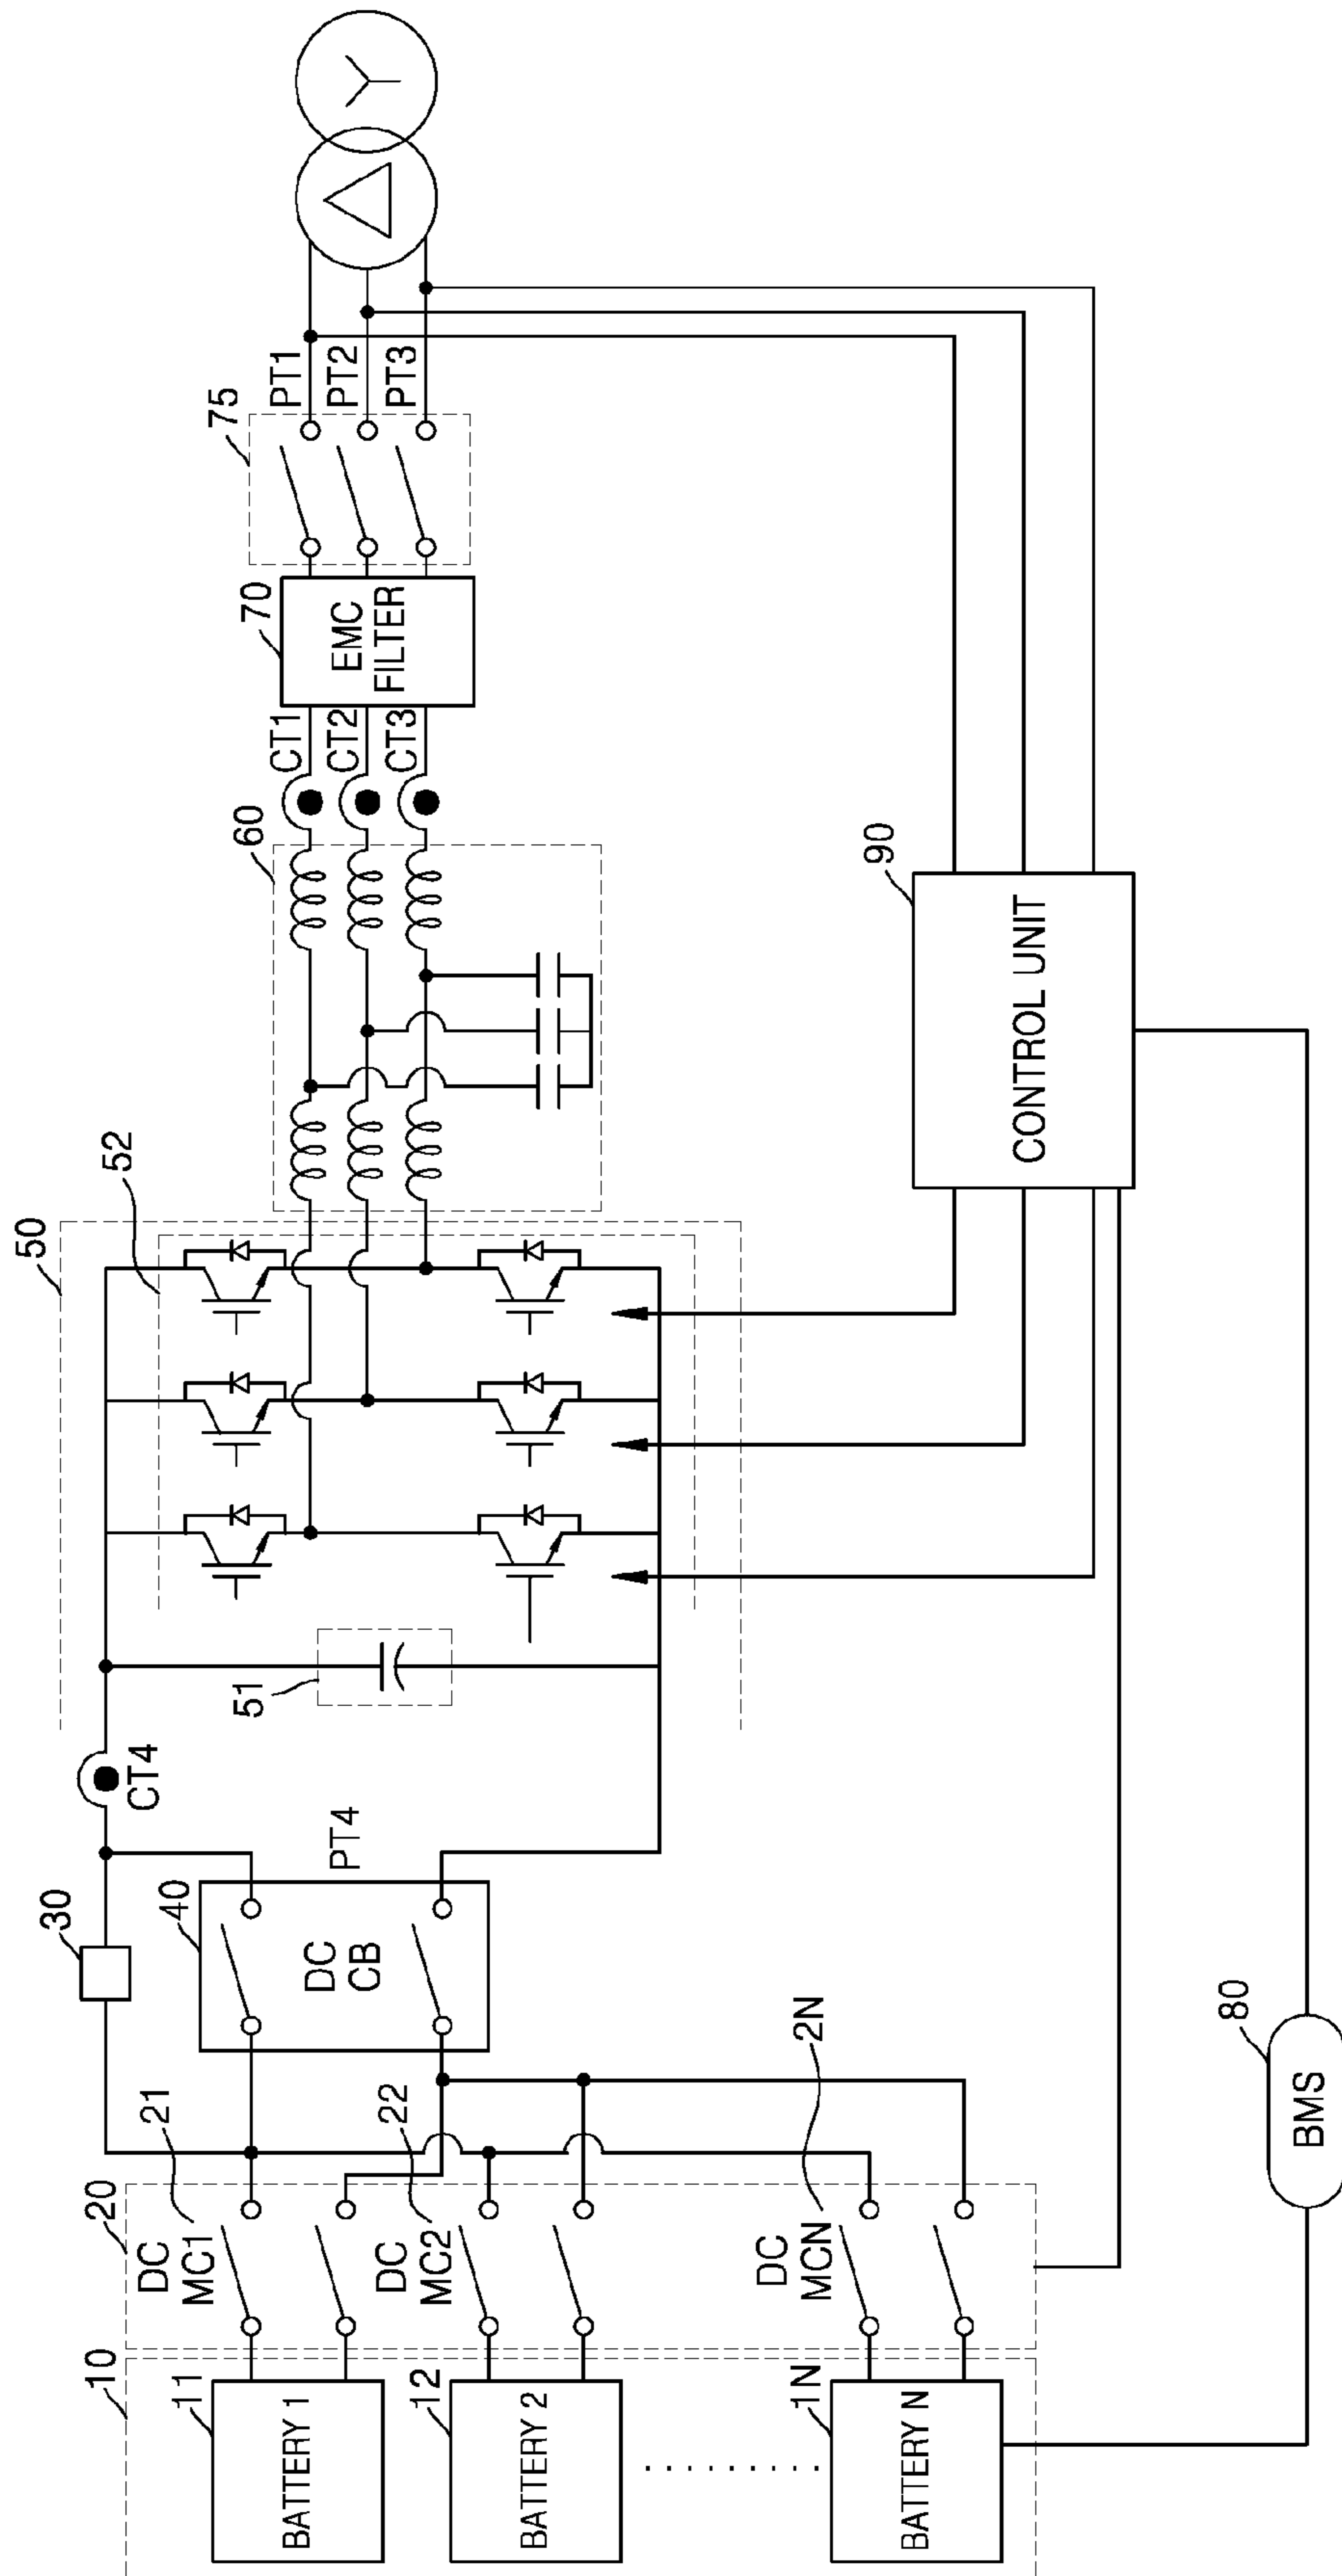 10
11
BATTERY 1
12
BATTERY 2
. . . . . . . . .
1N
BATTERY N
20
DC
MC1
21
DC
MC2
22
DC
MCN
2N
30
40
DC
CB
PT4
CT4
50
51
52
60
CT1
CT2
CT3
70
EMC
FILTER
75
PT1
PT2
PT3
80
BMS
90
CONTROL UNIT